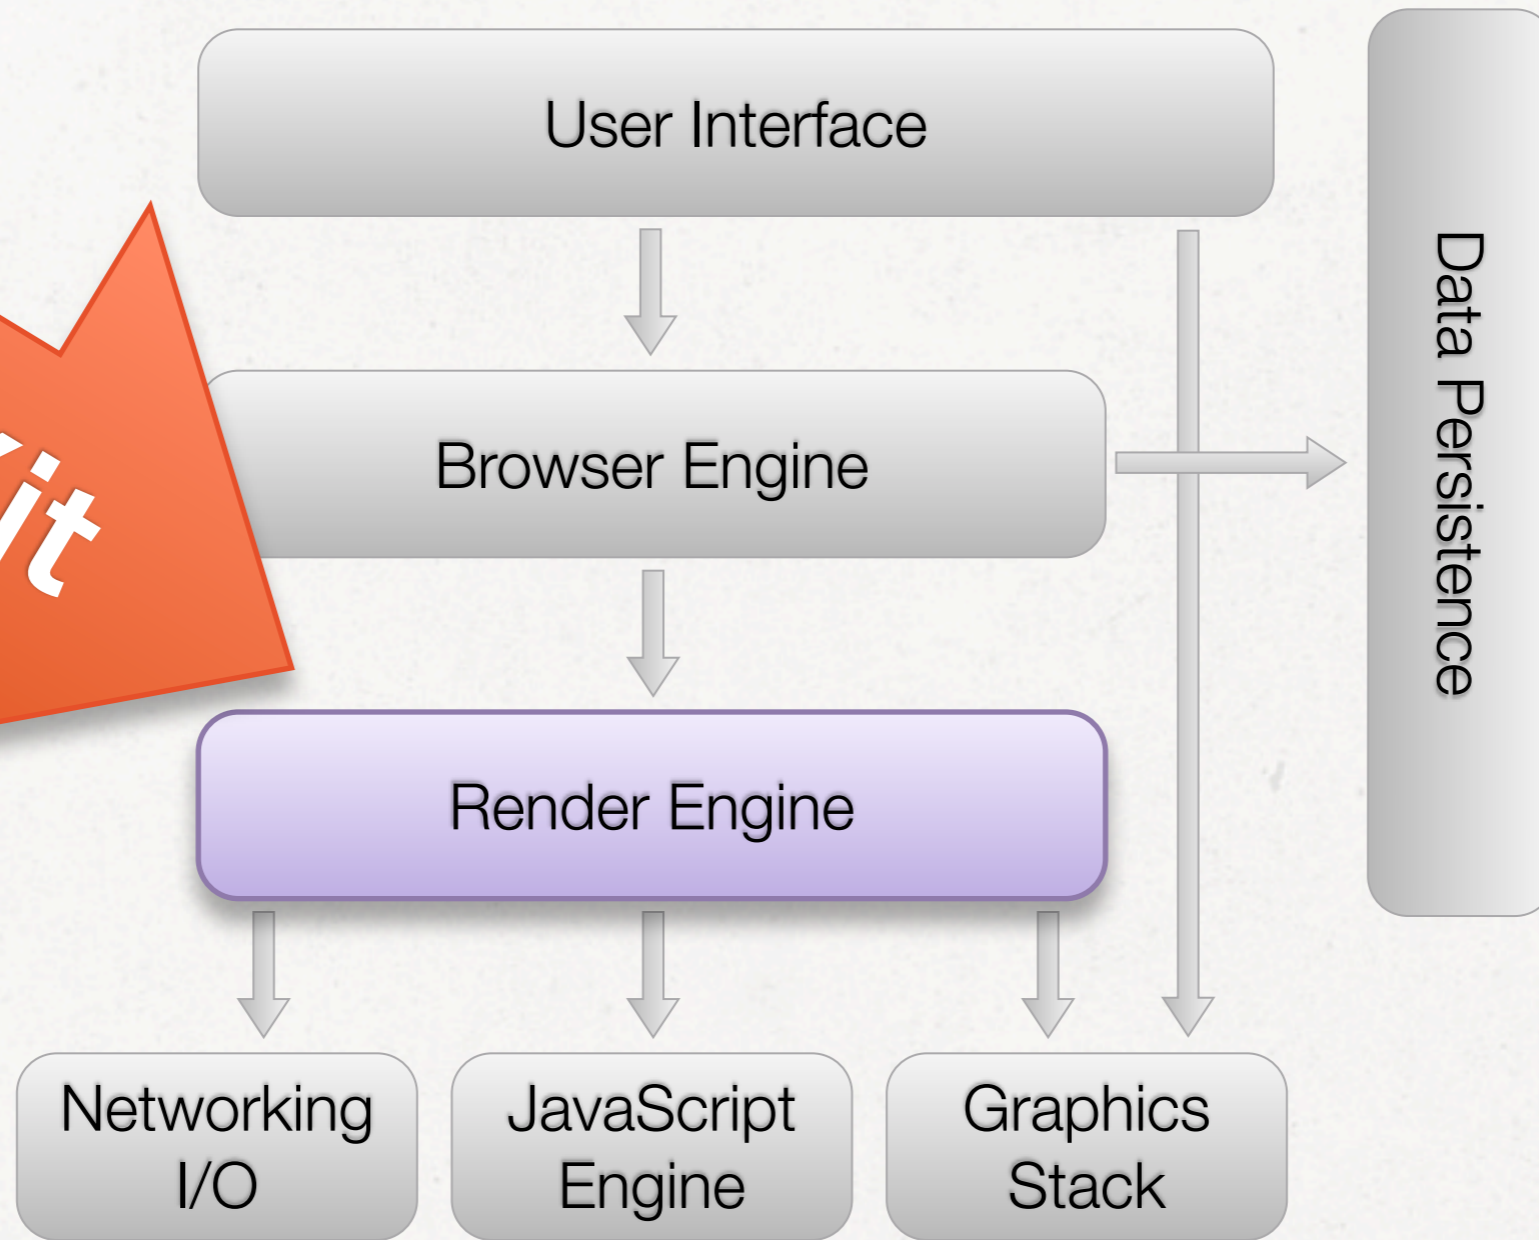 User Interface
Data Persistence
Browser Engine
Render Engine
Networking
I/O
JavaScript
Engine
Graphics
Stack